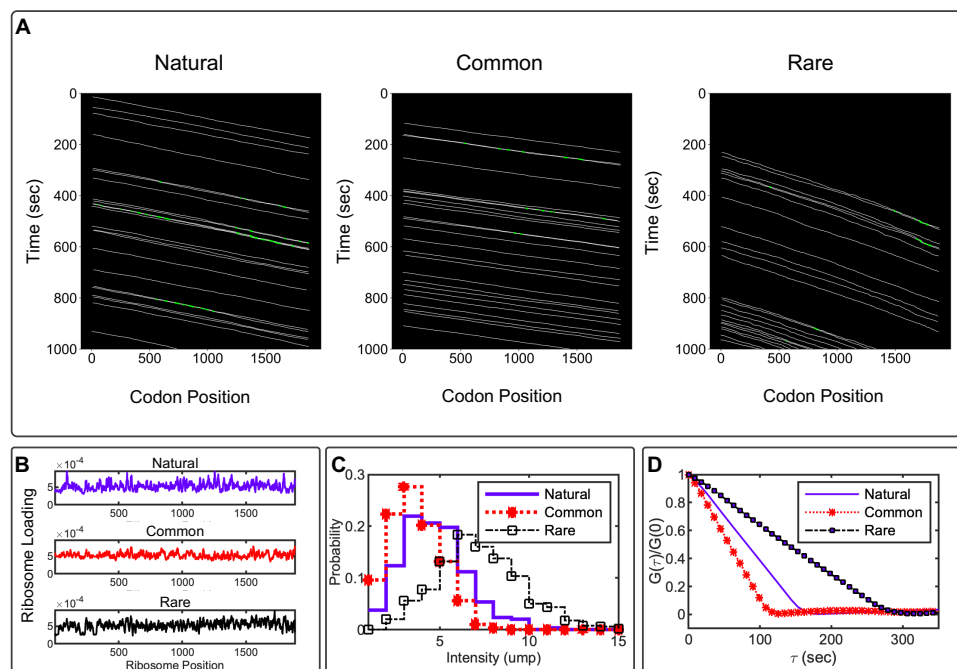 A
Natural
Common
Rare
Time (sec)
0
200
400
600
800
1000
0
500
1000
1500
Codon Position
Time (sec)
0
200
400
600
800
1000
0
500
1000
1500
Codon Position
Time (sec)
0
200
400
600
800
1000
0
500
1000
1500
Codon Position
B
Ribosome Loading
×10⁻⁴
Natural
5
500
1000
1500
×10⁻⁴
Common
5
500
1000
1500
×10⁻⁴
Rare
5
500
1000
1500
Ribosome Position
C
Probability
0.3
0.2
0.1
0
5
10
15
Intensity (ump)
Natural
Common
Rare
D
G(τ)/G(0)
1
0.8
0.6
0.4
0.2
0
0
100
200
300
τ (sec)
Natural
Common
Rare